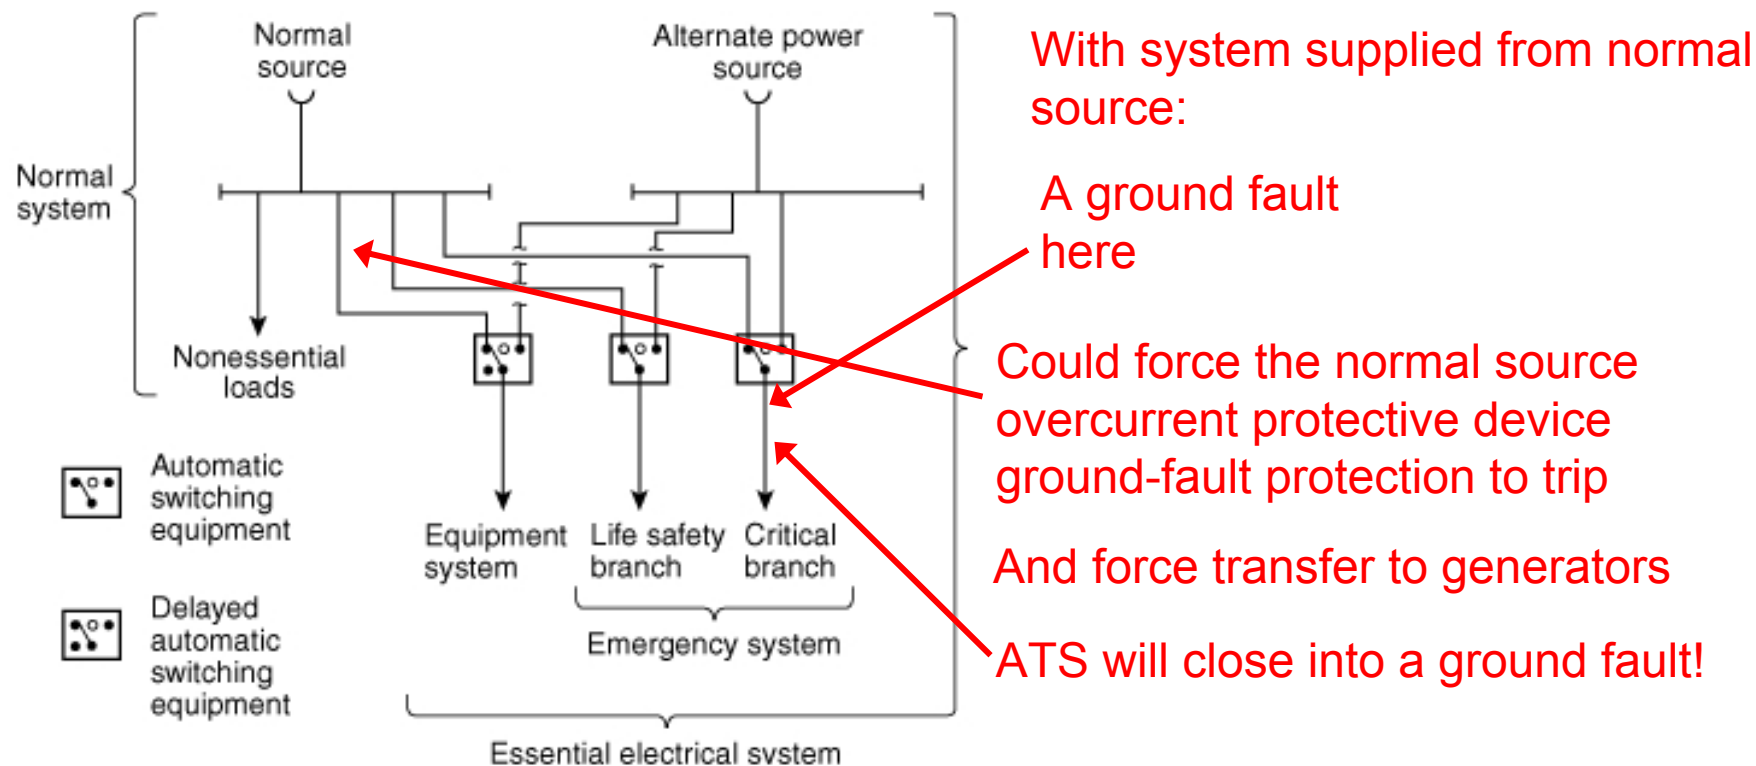 Normal
source
Alternate power
source
Normal
system
Nonessential
loads
Automatic
switching
equipment
Delayed
automatic
switching
equipment
Equipment
system
Life safety
branch
Critical
branch
Emergency system
Essential electrical system
With system supplied from normal
source:
A ground fault
here
Could force the normal source
overcurrent protective device
ground-fault protection to trip
And force transfer to generators
ATS will close into a ground fault!